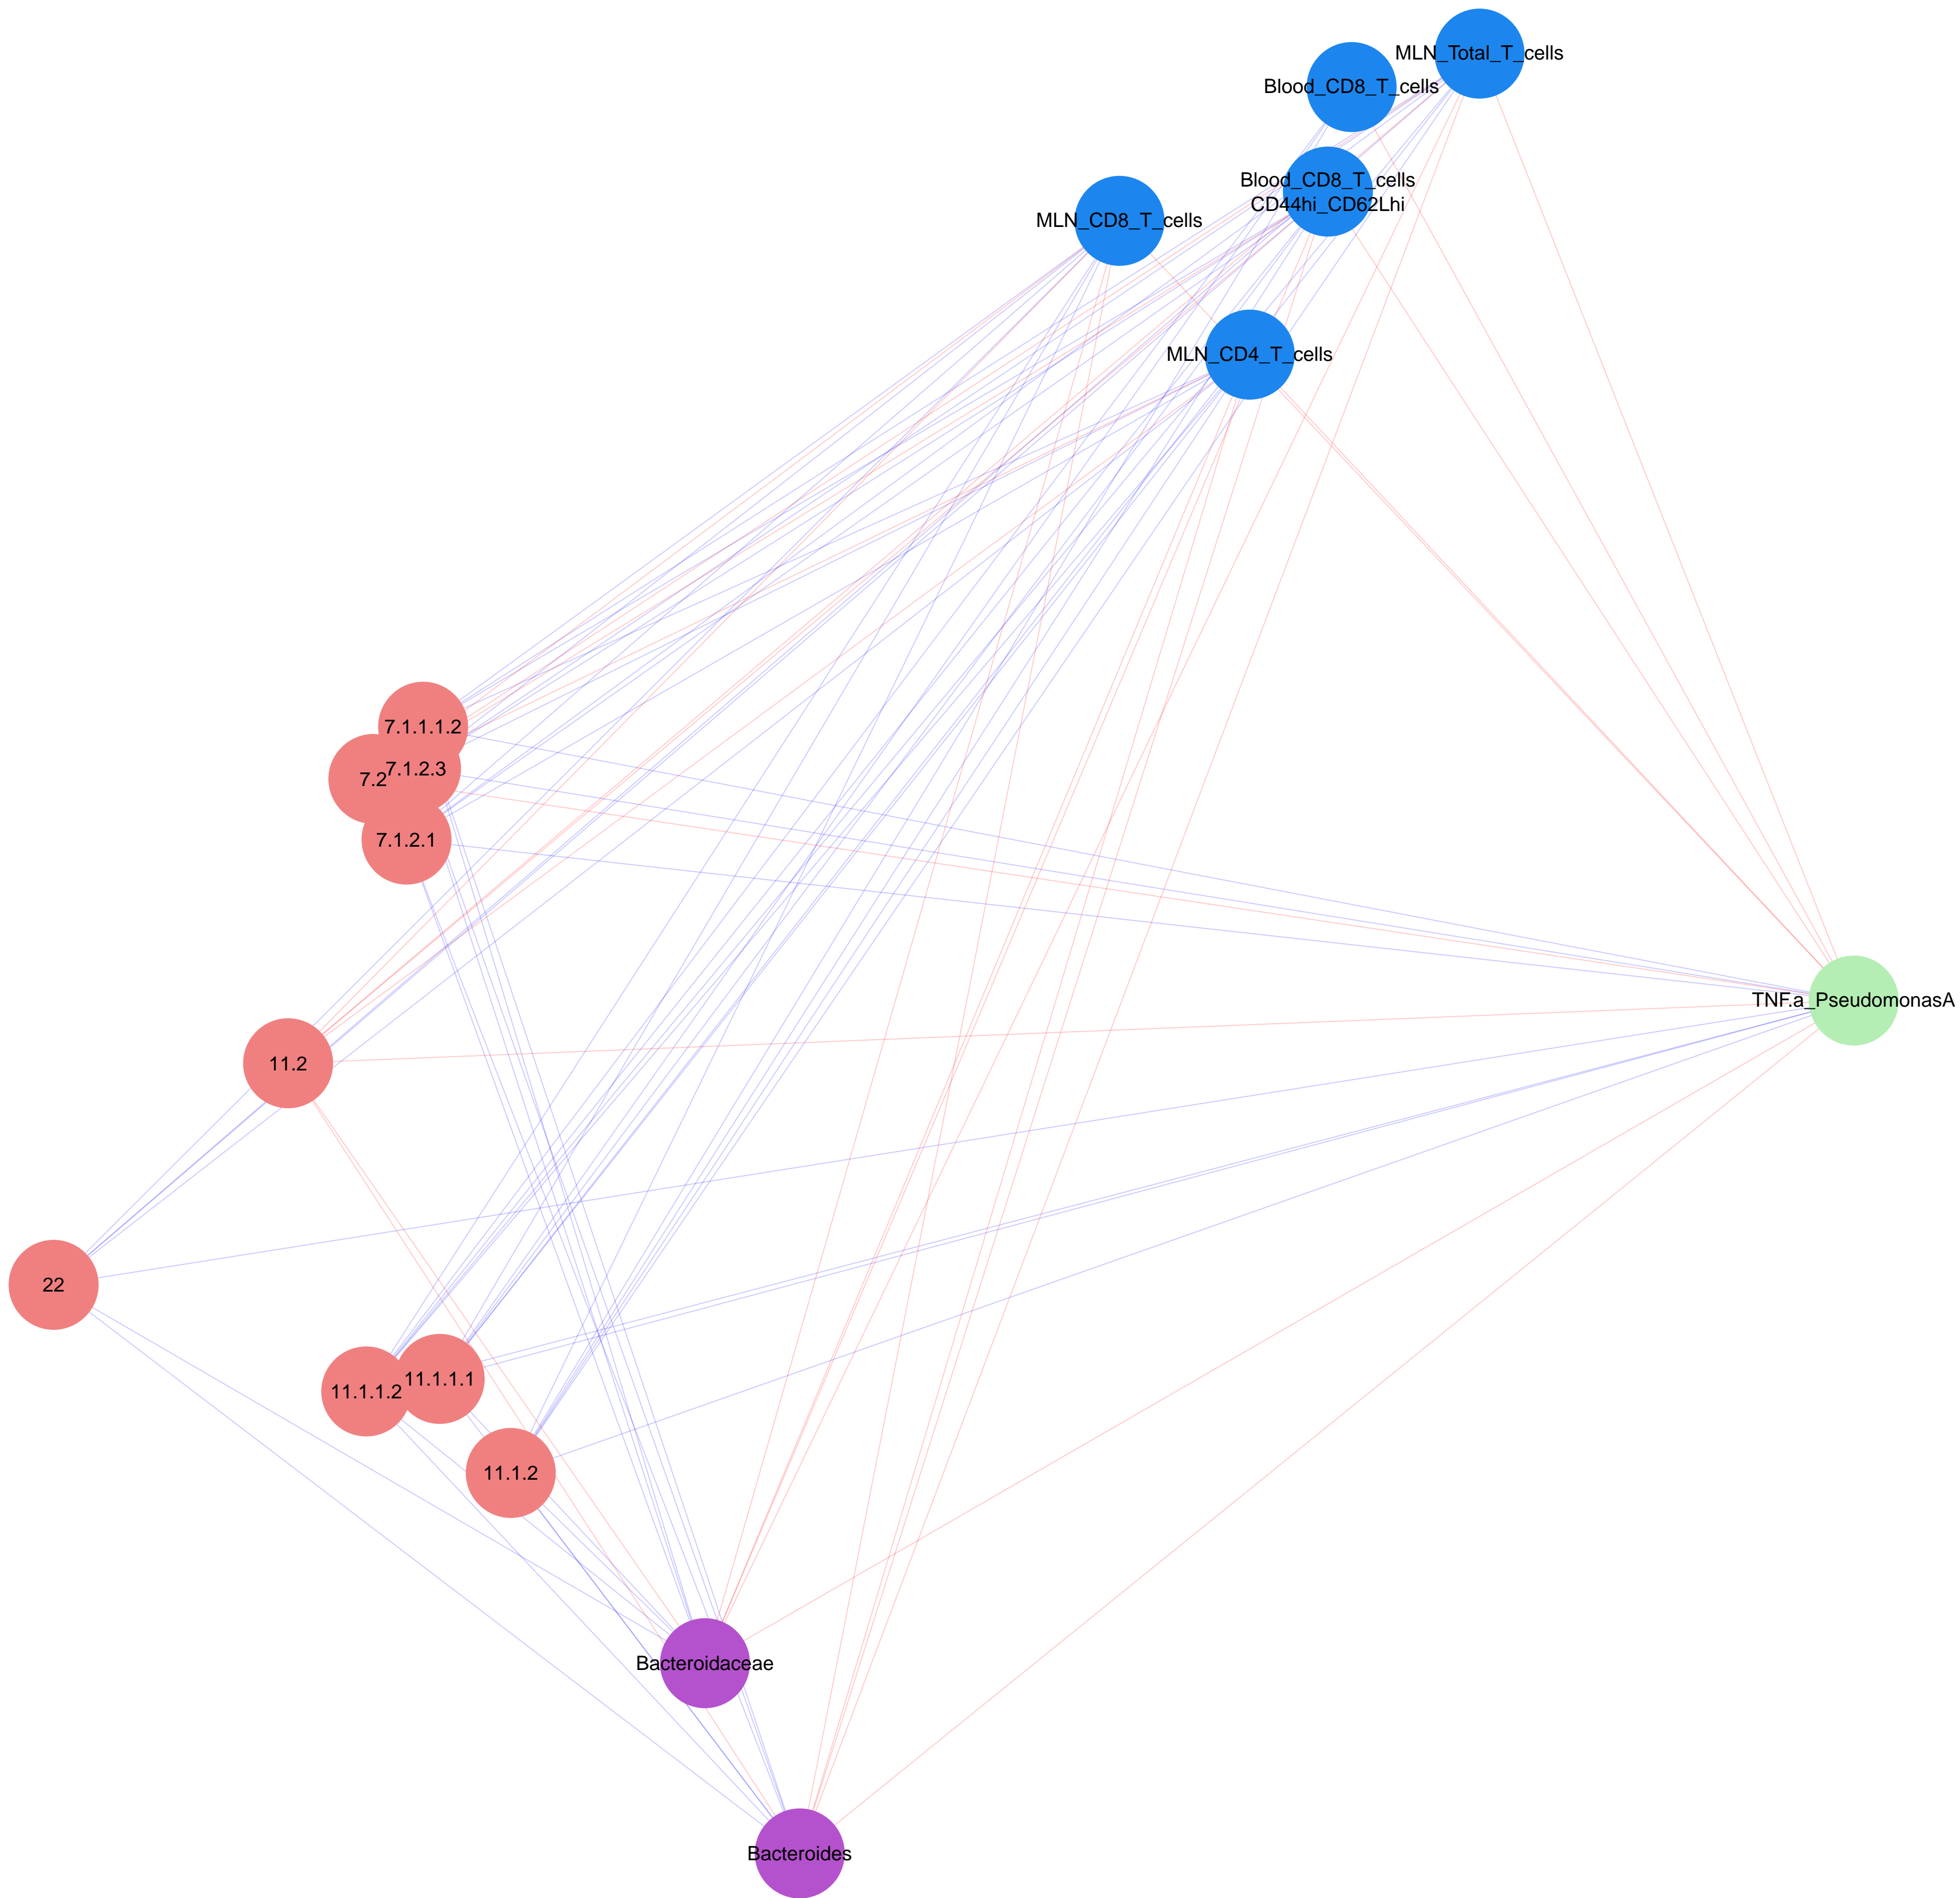 MLN_Total_T_cells
Blood_CD8_T_cells
Blood_CD8_T_cells
CD44hi_CD62Lhi
MLN_CD8_T_cells
MLN_CD4_T_cells
7.1.1.1.2
7.1.2.3
7.2
7.1.2.1
TNF.a_PseudomonasA
11.2
22
11.1.1.1
11.1.1.2
11.1.2
Bacteroidaceae
Bacteroides